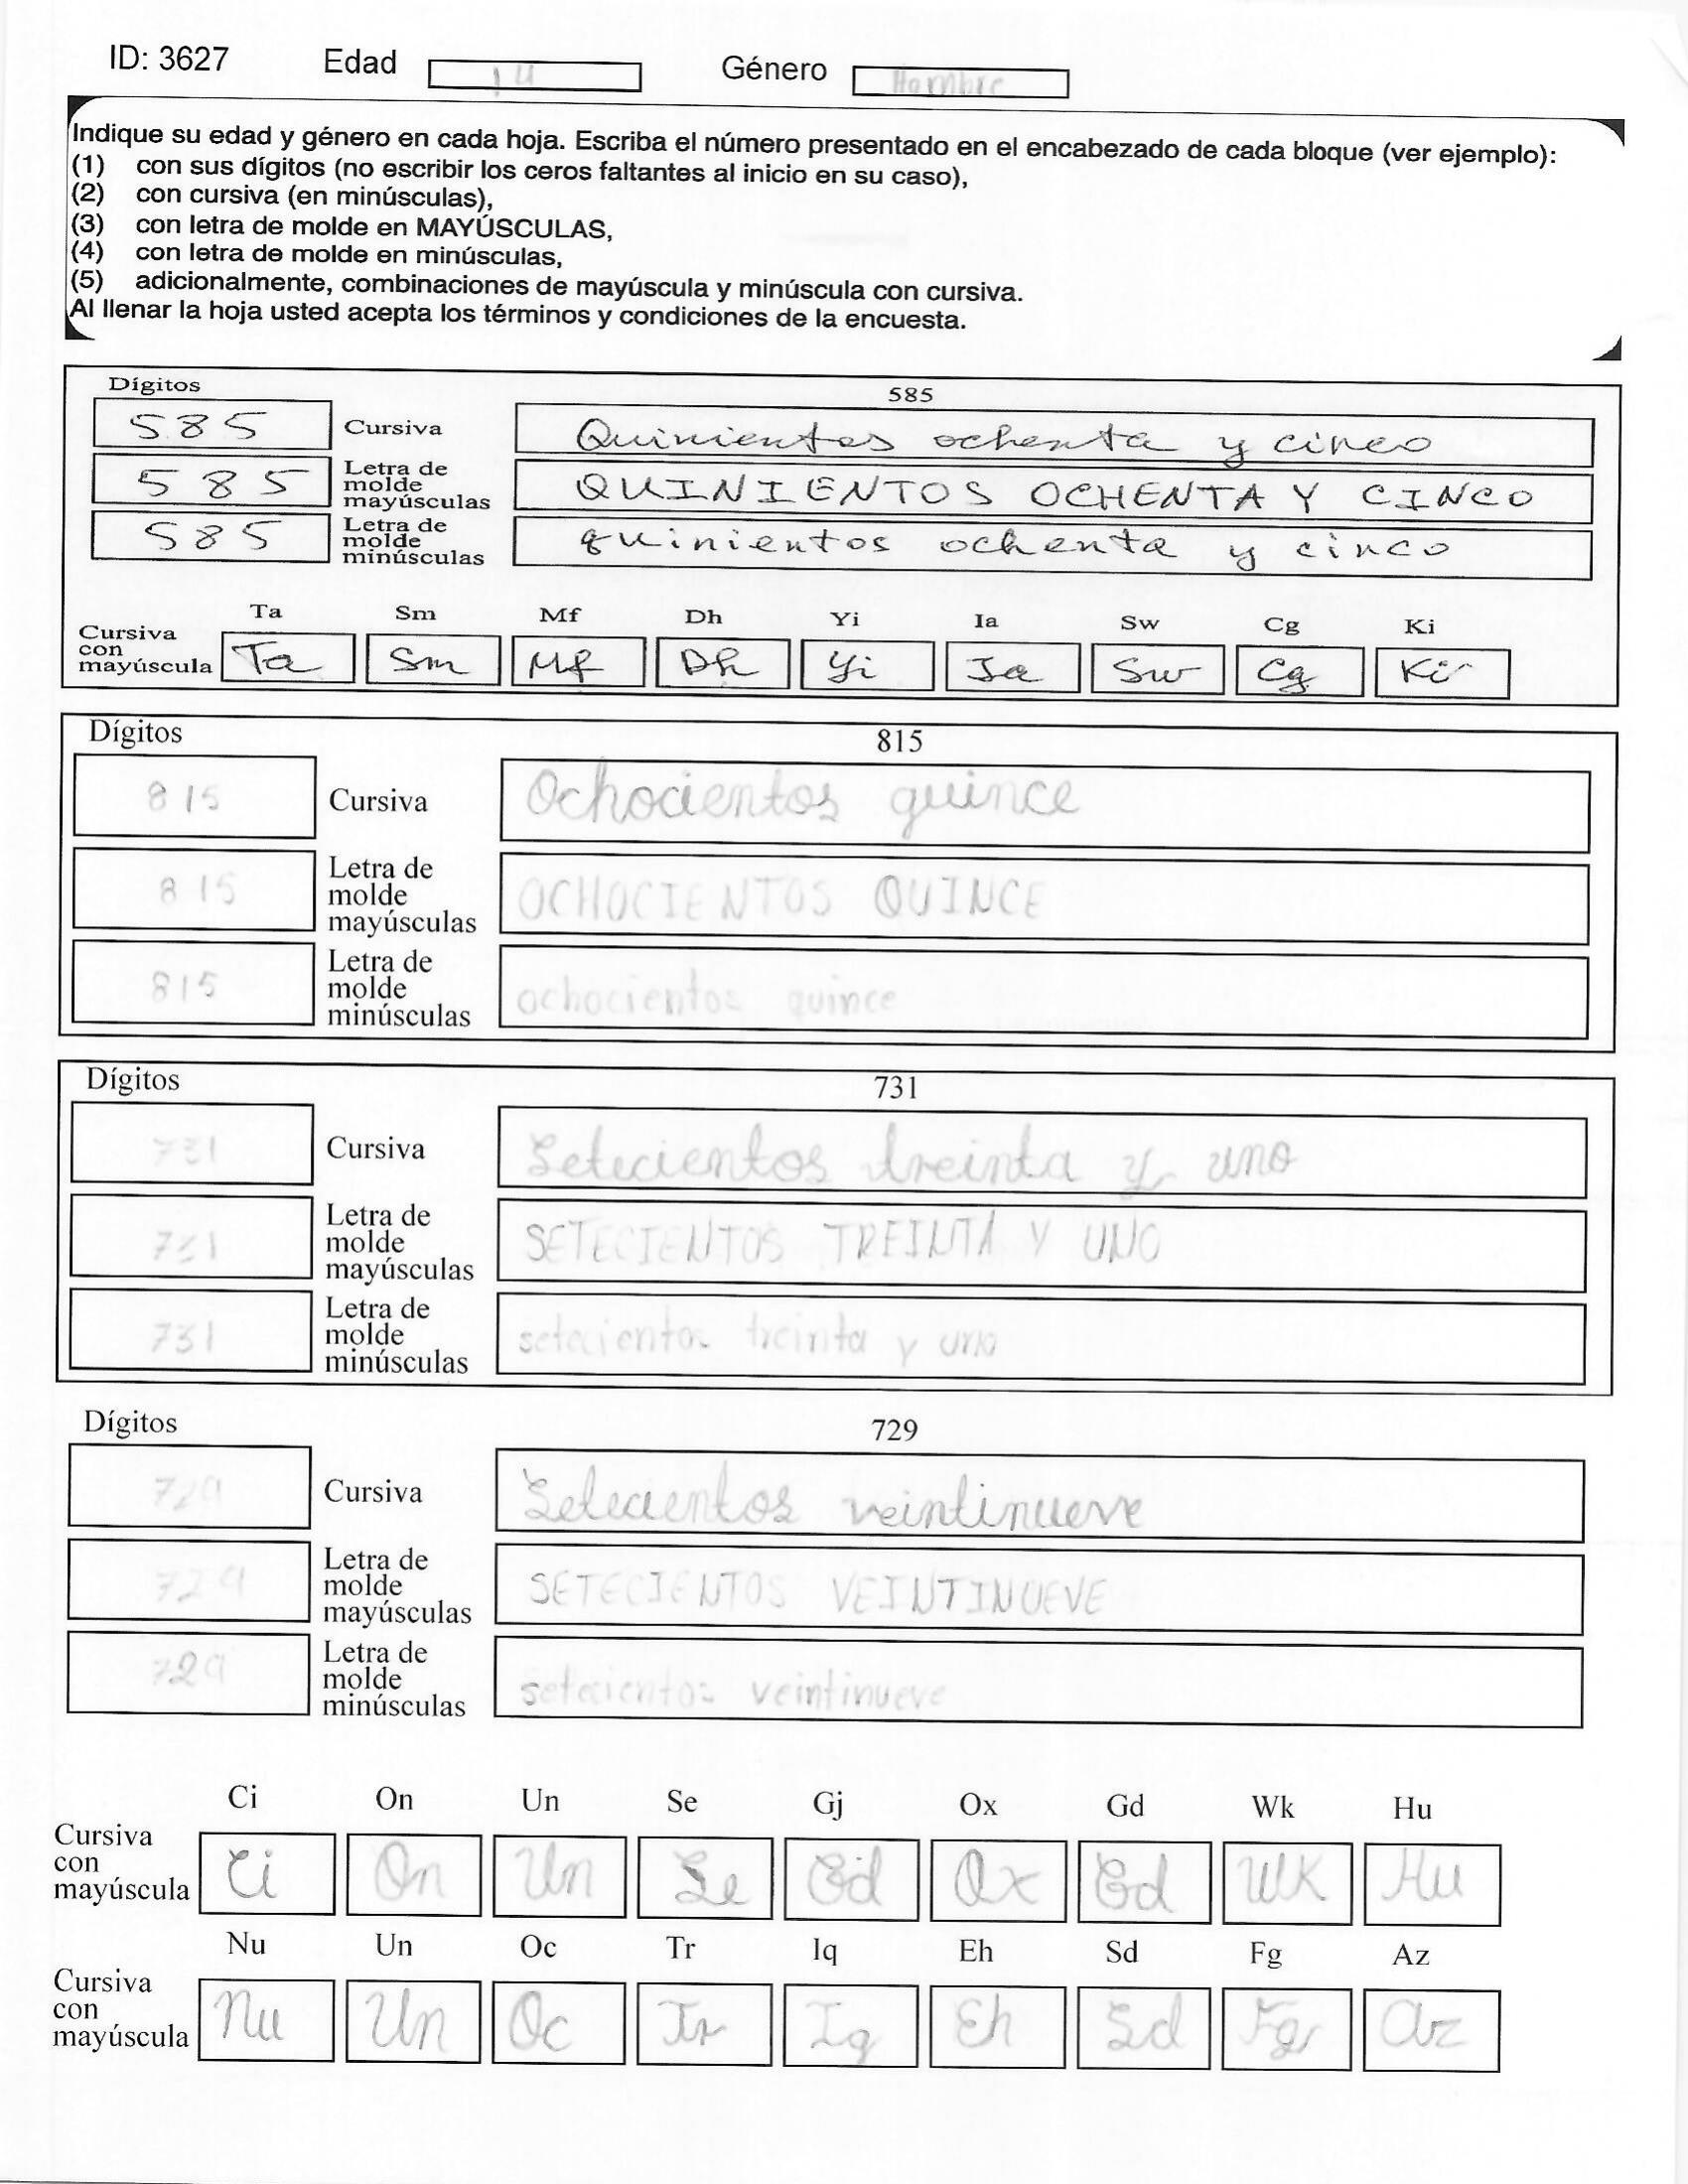 ID: 3627 Edad 14 Género Hombre
Indique su edad y género en cada hoja. Escriba el número presentado en el encabezado de cada bloque (ver ejemplo):
(1) con sus dígitos (no escribir los ceros faltantes al inicio en su caso),
(2) con cursiva (en minúsculas),
(3) con letra de molde en MAYÚSCULAS,
(4) con letra de molde en minúsculas,
(5) adicionalmente, combinaciones de mayúscula y minúscula con cursiva.
Al llenar la hoja usted acepta los términos y condiciones de la encuesta.
Dígitos 585
585 Cursiva Quinientos ochenta y cinco
585 Letra de molde mayúsculas QUINIENTOS OCHENTA Y CINCO
585 Letra de molde minúsculas quinientos ochenta y cinco
Ta Sm Mf Dh Yi Ia Sw Cg Ki
Cursiva con mayúscula Ta Sm Mf Dh Yi Ia Sw Cg Ki
Dígitos 815
815 Cursiva Ochocientos quince
815 Letra de molde mayúsculas OCHOCIENTOS QUINCE
815 Letra de molde minúsculas ochocientos quince
Dígitos 731
731 Cursiva Setecientos treinta y uno
731 Letra de molde mayúsculas SETECIENTOS TREINTA Y UNO
731 Letra de molde minúsculas setecientos treinta y uno
Dígitos 729
729 Cursiva Setecientos veintinueve
729 Letra de molde mayúsculas SETECIENTOS VEINTINUEVE
729 Letra de molde minúsculas setecientos veintinueve
Ci On Un Se Gj Ox Gd Wk Hu
Cursiva con mayúscula Ci On Un Se Gd Ox Gd Wk Hu
Nu Un Oc Tr Iq Eh Sd Fg Az
Cursiva con mayúscula Nu Un Oc Tr Iq Eh Sd Fg Az